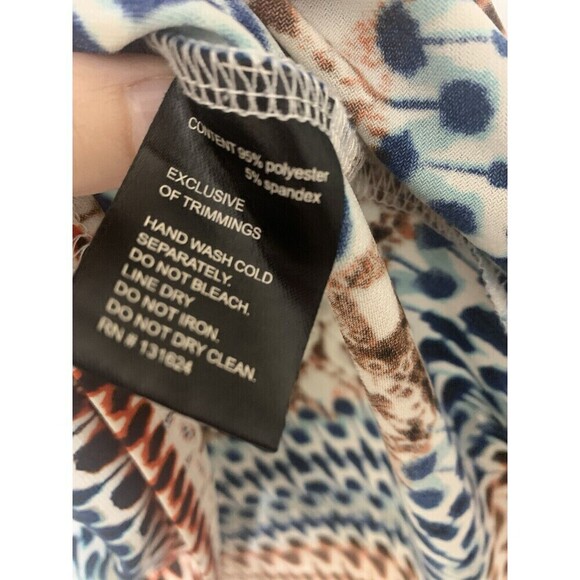 CONTENT 95% polyester
5% spandex
EXCLUSIVE
OF TRIMMINGS
HAND WASH COLD
SEPARATELY.
DO NOT BLEACH.
LINE DRY
DO NOT IRON.
DO NOT DRY CLEAN.
RN # 131624